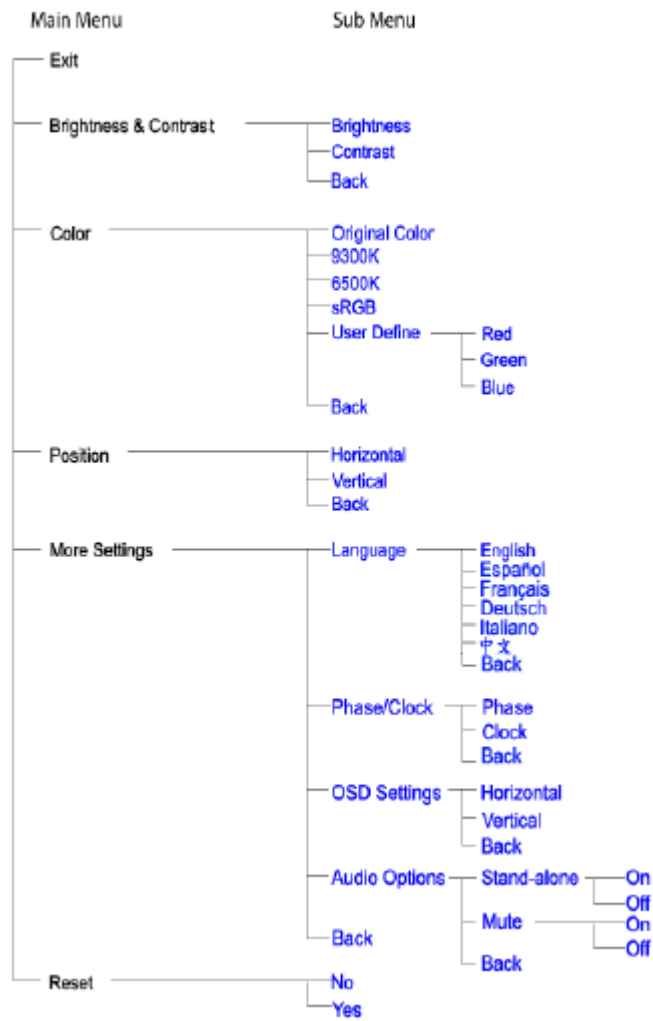 Main Menu Sub Menu
Exit
Brightness & Contrast Brightness
Contrast
Back
Color Original Color
9300K
6500K
sRGB
User Define Red
Green
Blue
Back
Position Horizontal
Vertical
Back
More Settings Language English
Español
Français
Deutsch
Italiano
中文
Back
Phase/Clock Phase
Clock
Back
OSD Settings Horizontal
Vertical
Back
Audio Options Stand-alone On
Off
Mute On
Off
Back
Back
Reset No
Yes